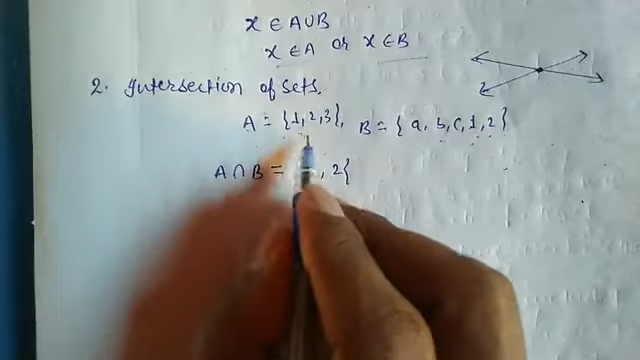 x ∈ A∪B
x ∈ A or x ∈ B
2. Intersection of sets.
A = {1, 2, 3}, B = {a, b, c, 1, 2}
A ∩ B = , 2}